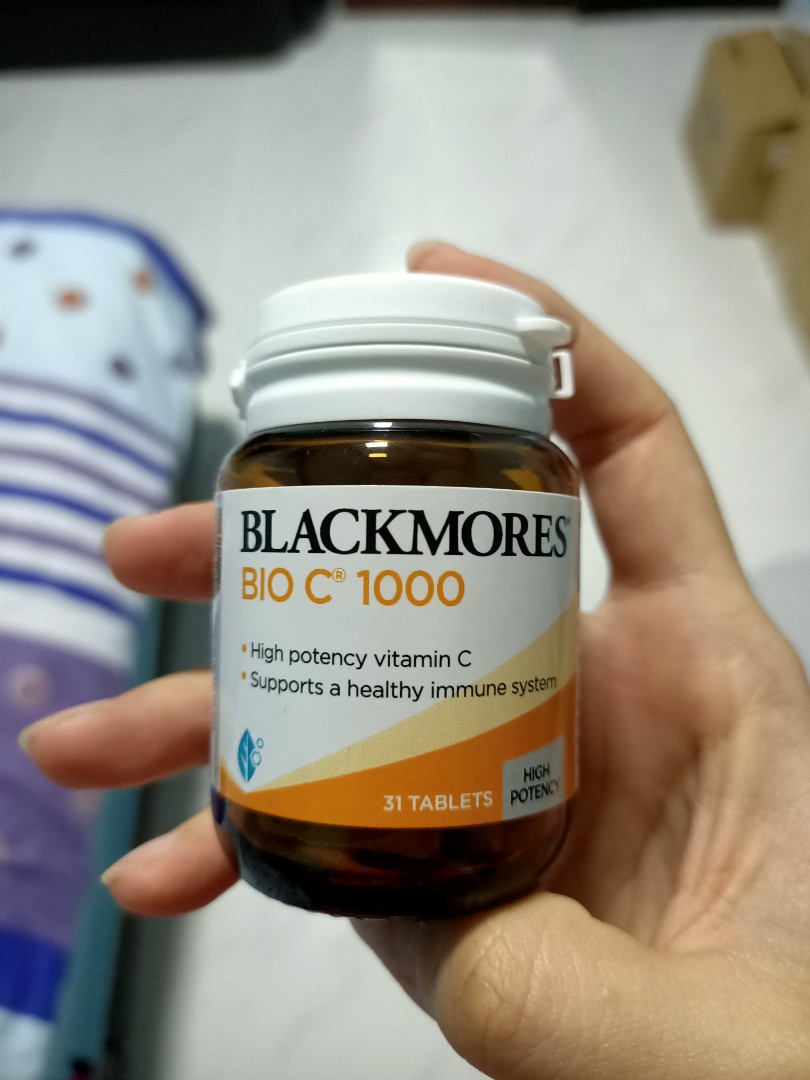 BLACKMORES®
BIO C® 1000
• High potency vitamin C
• Supports a healthy immune system
31 TABLETS
HIGH
POTENCY